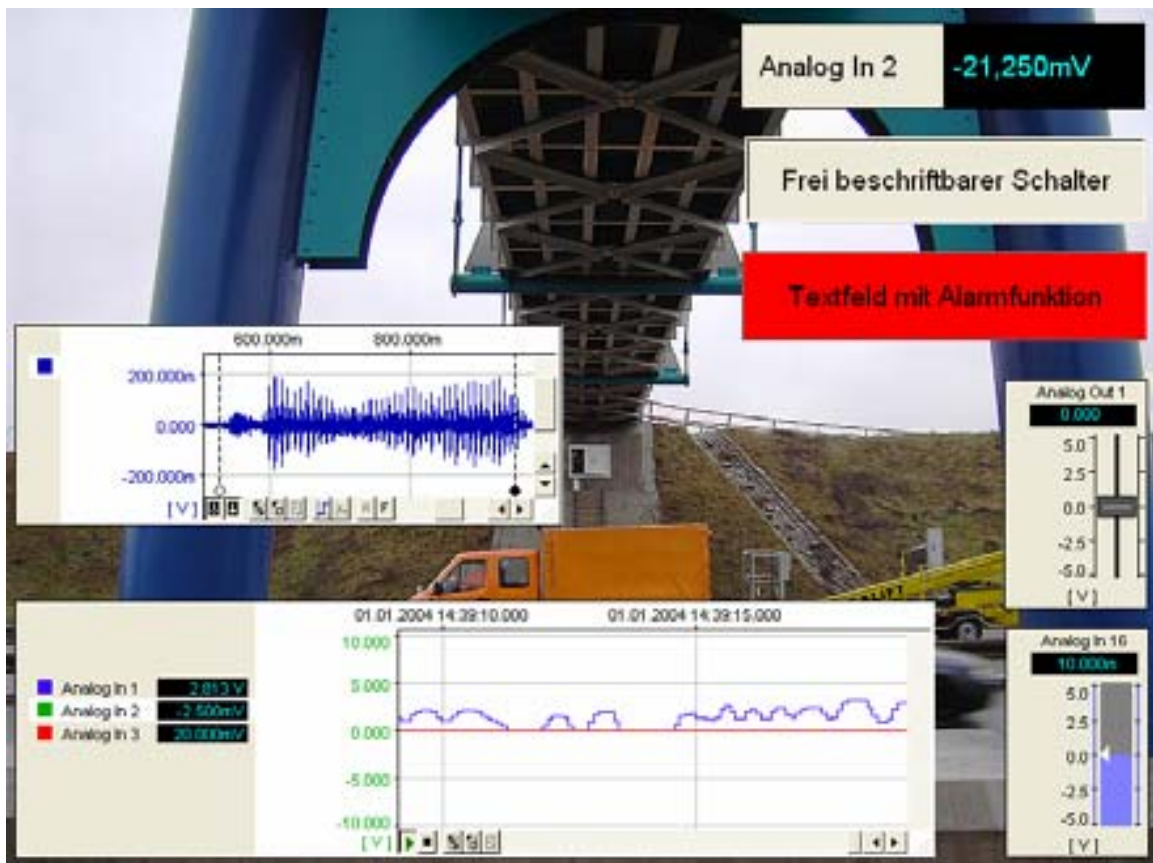 Analog In 2 -21,250mV
Frei beschriftbarer Schalter
Textfeld mit Alarmfunktion
600.000m 800.000m
200.000m
0.000
-200.000m
[ V ]
Analog Out 1
0.000
5.0
2.5
0.0
-2.5
-5.0
[ V ]
01.01.2004 14:39:10.000 01.01.2004 14:39:15.000
10.000
5.000
0.000
-5.000
-10.000
[ V ]
Analog In 1 2.813 V
Analog In 2 -2.500mV
Analog In 3 20.000mV
Analog In 16
10.000m
5.0
2.5
0.0
-2.5
-5.0
[ V ]